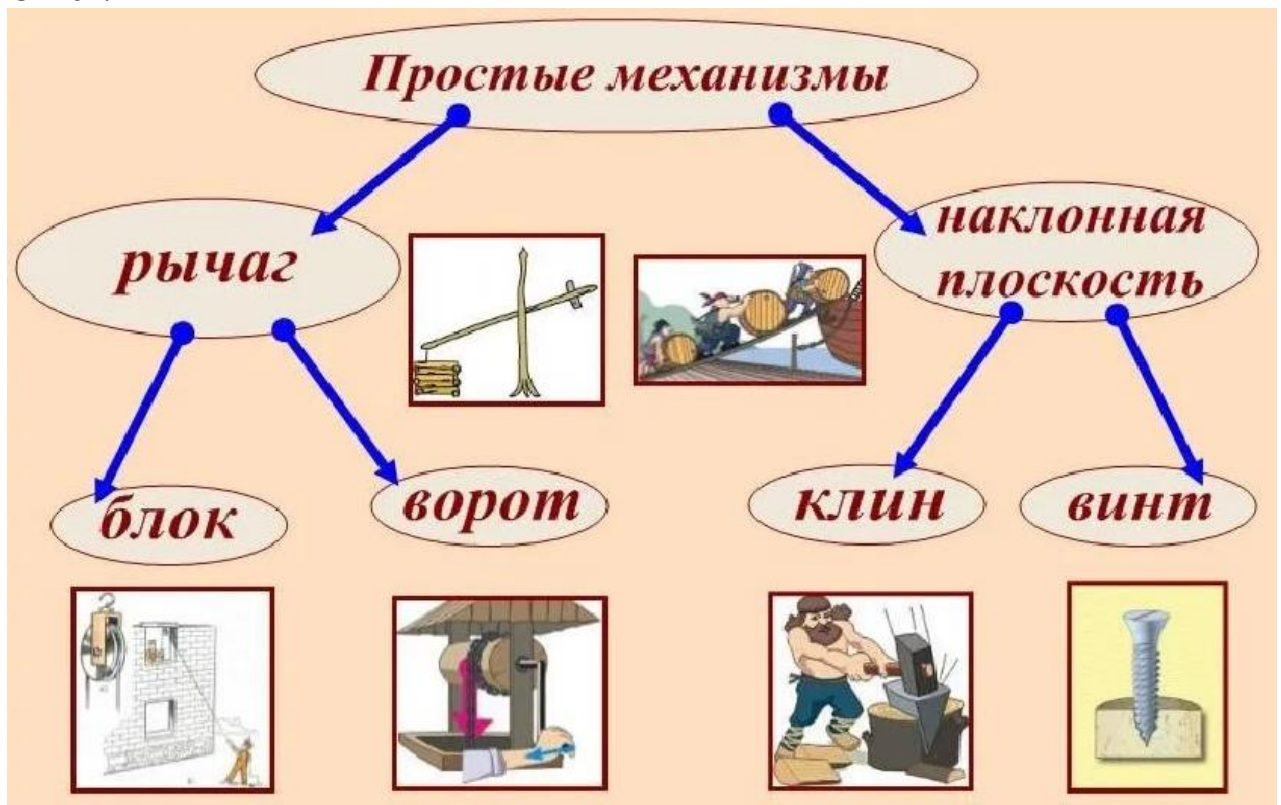 Простые механизмы
рычаг
наклонная
плоскость
блок
ворот
клин
винт